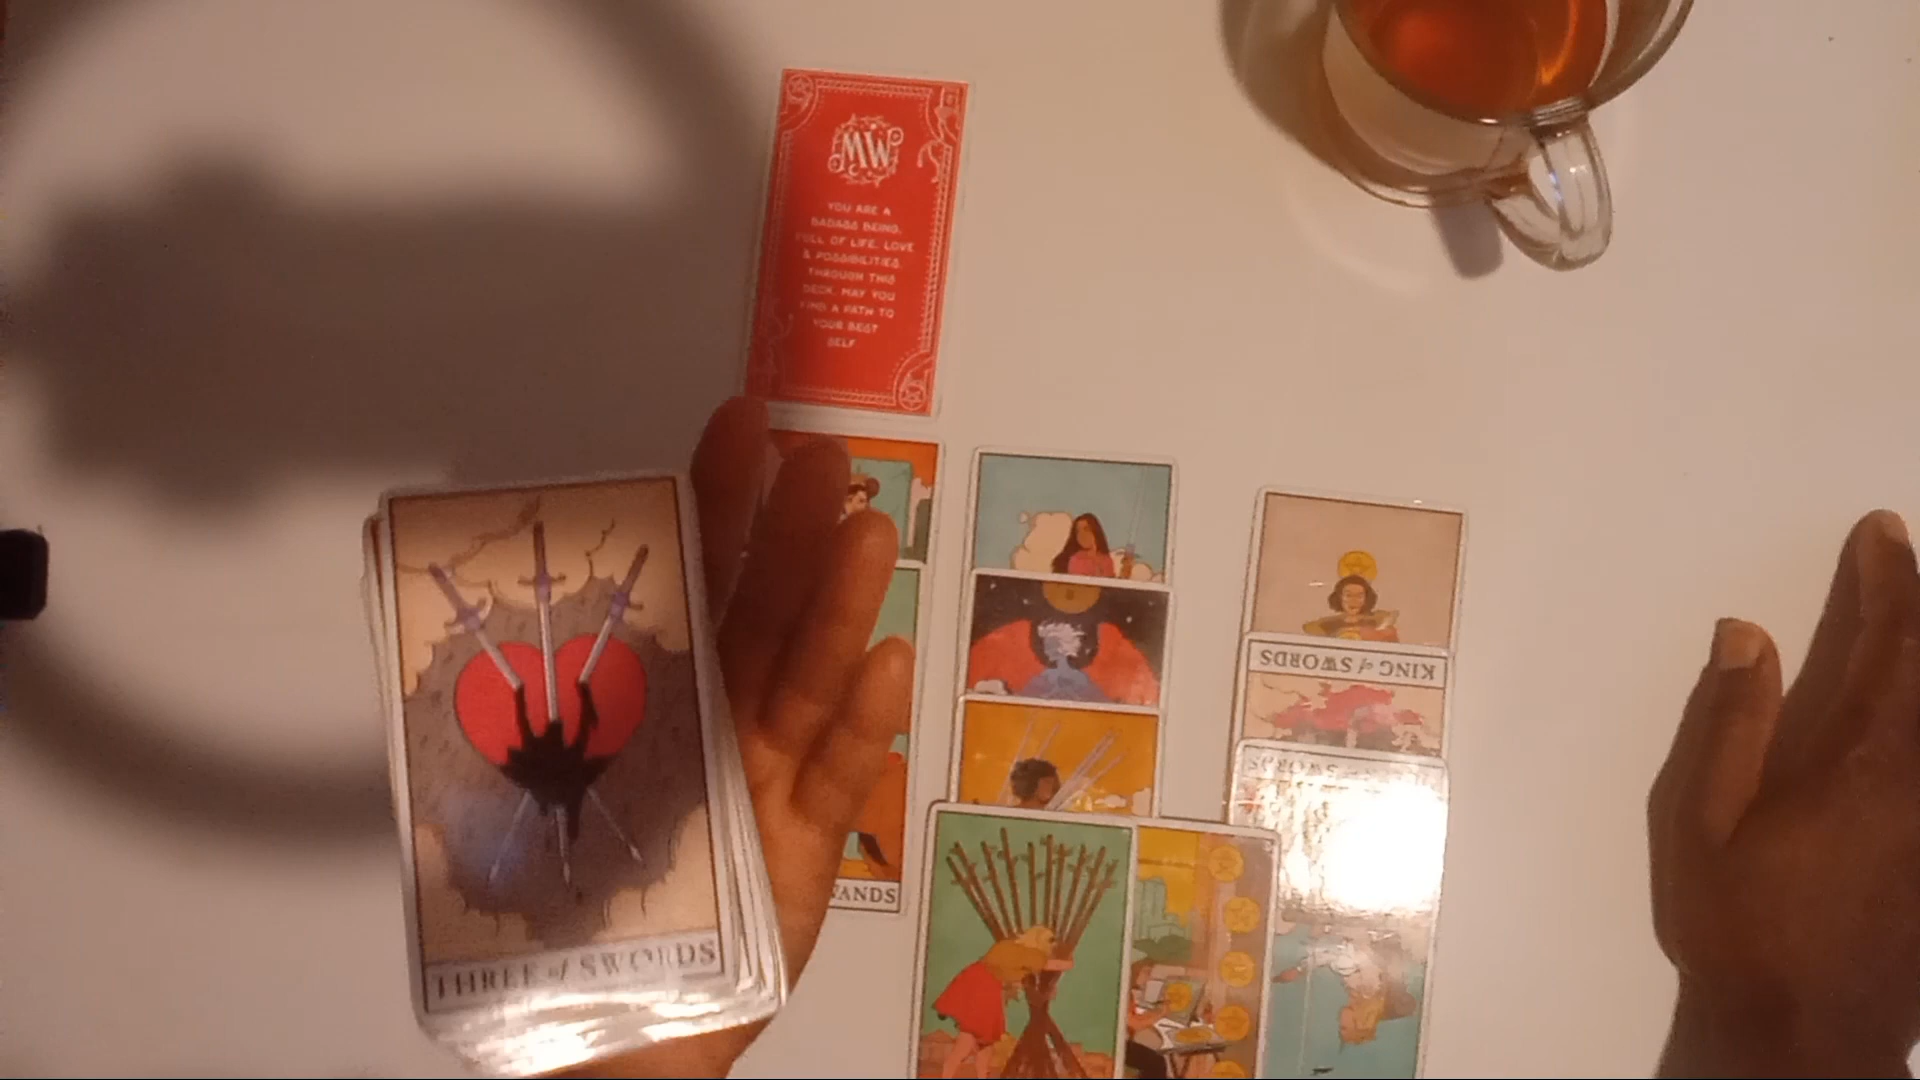 MW
YOU ARE A
BADASS BEING,
FULL OF LIFE, LOVE
& POSSIBILITIES.
THROUGH THIS
DECK, MAY YOU
FIND A PATH TO
YOUR BEST
SELF
KING of SWORDS
SWORDS
WANDS
THREE of SWORDS